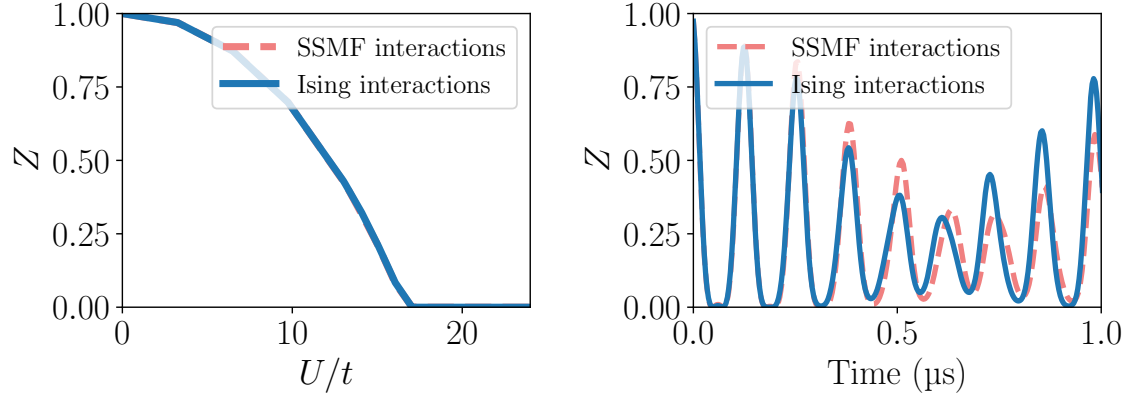 1.00
0.75
0.50
0.25
0.00
Z
0
10
20
U/t
SSMF interactions
Ising interactions
1.00
0.75
0.50
0.25
0.00
Z
0.0
0.5
1.0
Time (µs)
SSMF interactions
Ising interactions